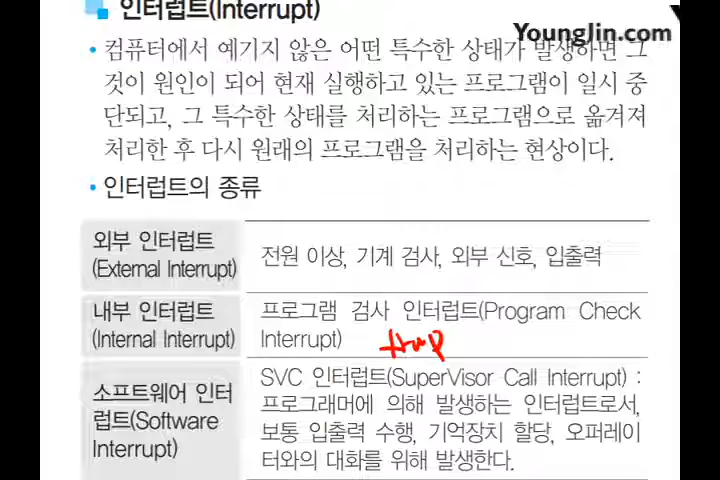 인터럽트(Interrupt)
YoungJin.com
• 컴퓨터에서 예기지 않은 어떤 특수한 상태가 발생하면 그
것이 원인이 되어 현재 실행하고 있는 프로그램이 일시 중
단되고, 그 특수한 상태를 처리하는 프로그램으로 옮겨져
처리한 후 다시 원래의 프로그램을 처리하는 현상이다.
• 인터럽트의 종류
외부 인터럽트
(External Interrupt)
전원 이상, 기계 검사, 외부 신호, 입출력
내부 인터럽트
(Internal Interrupt)
프로그램 검사 인터럽트(Program Check
Interrupt)
소프트웨어 인터
럽트(Software
Interrupt)
SVC 인터럽트(SuperVisor Call Interrupt) :
프로그래머에 의해 발생하는 인터럽트로서,
보통 입출력 수행, 기억장치 할당, 오퍼레이
터와의 대화를 위해 발생한다.